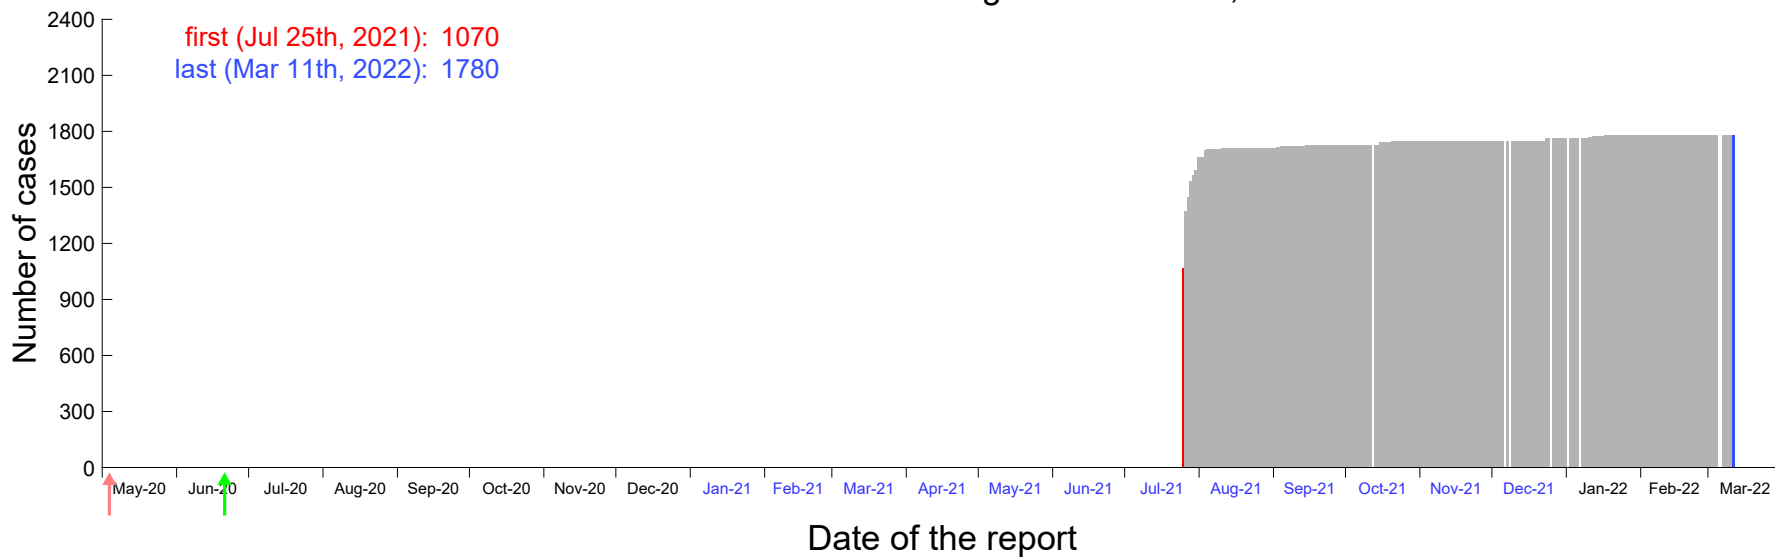 2400
first (Jul 25th, 2021): 1070
last (Mar 11th, 2022): 1780
2100
1800
1500
1200
900
600
300
0
Number of cases
May-20 Jun-20 Jul-20 Aug-20 Sep-20 Oct-20 Nov-20 Dec-20 Jan-21 Feb-21 Mar-21 Apr-21 May-21 Jun-21 Jul-21 Aug-21 Sep-21 Oct-21 Nov-21 Dec-21 Jan-22 Feb-22 Mar-22
Date of the report